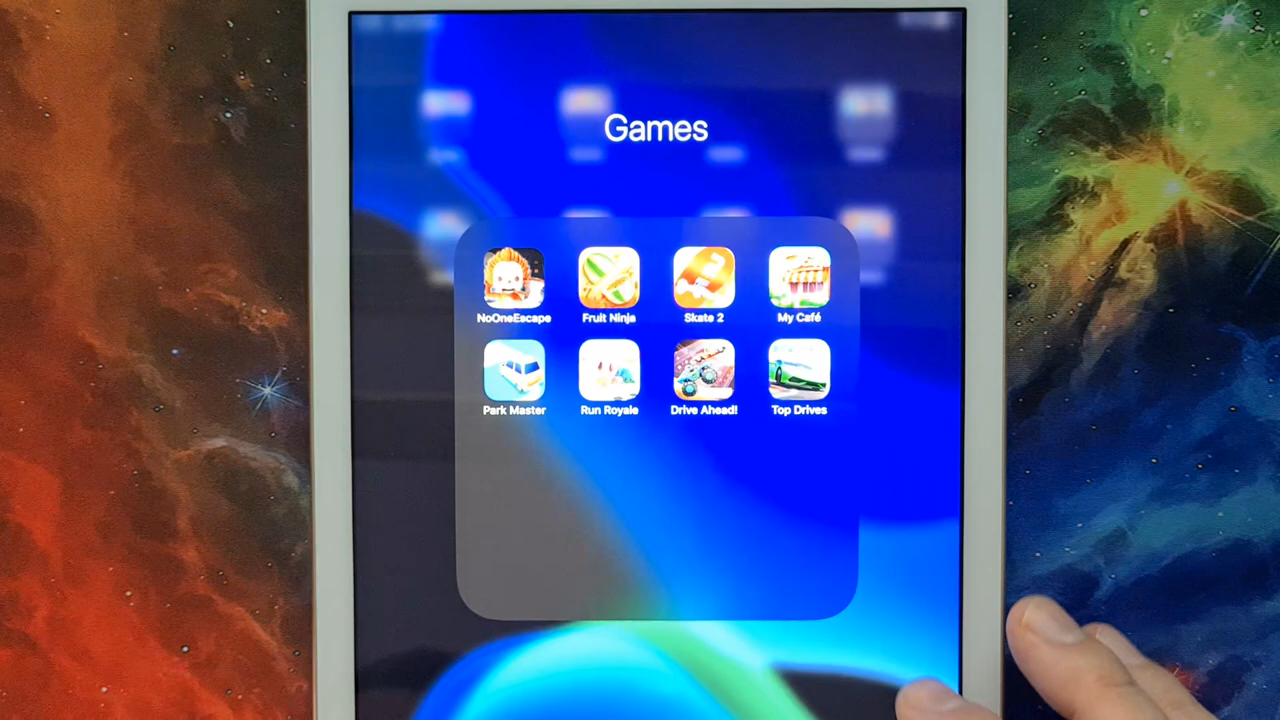 Games
NoOneEscape
Fruit Ninja
Skate 2
My Café
Park Master
Run Royale
Drive Ahead!
Top Drives